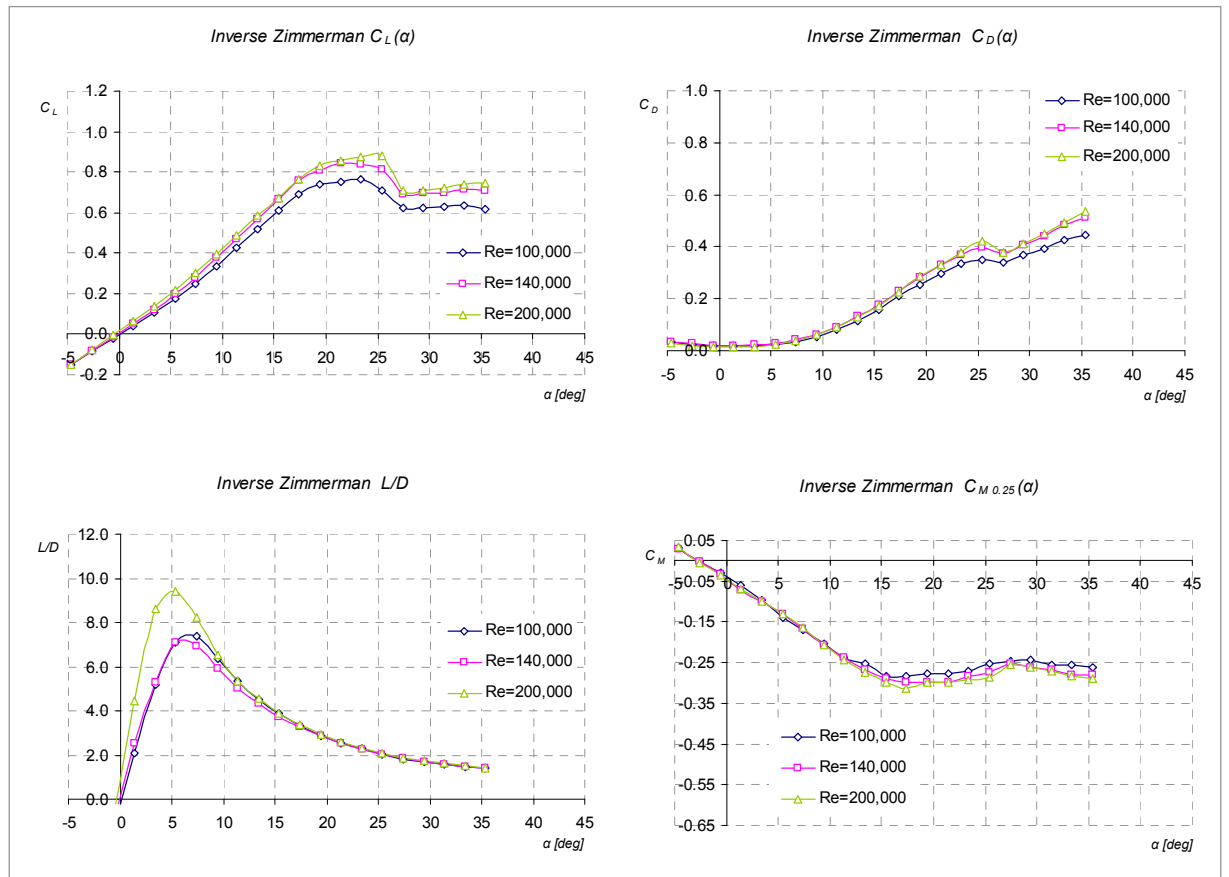 Inverse Zimmerman C L (α)
C L
1.2
1.0
0.8
0.6
0.4
0.2
0.0
-0.2
-5 0 5 10 15 20 25 30 35 40 45
α [deg]
Re=100,000
Re=140,000
Re=200,000
Inverse Zimmerman C D (α)
C D
1.0
0.8
0.6
0.4
0.2
0.0
-5 0 5 10 15 20 25 30 35 40 45
α [deg]
Re=100,000
Re=140,000
Re=200,000
Inverse Zimmerman L/D
L/D
12.0
10.0
8.0
6.0
4.0
2.0
0.0
-5 0 5 10 15 20 25 30 35 40 45
α [deg]
Re=100,000
Re=140,000
Re=200,000
Inverse Zimmerman C M 0.25 (α)
C M
0.05
-0.05
-0.15
-0.25
-0.35
-0.45
-0.55
-0.65
-5 0 5 10 15 20 25 30 35 40 45
α [deg]
Re=100,000
Re=140,000
Re=200,000